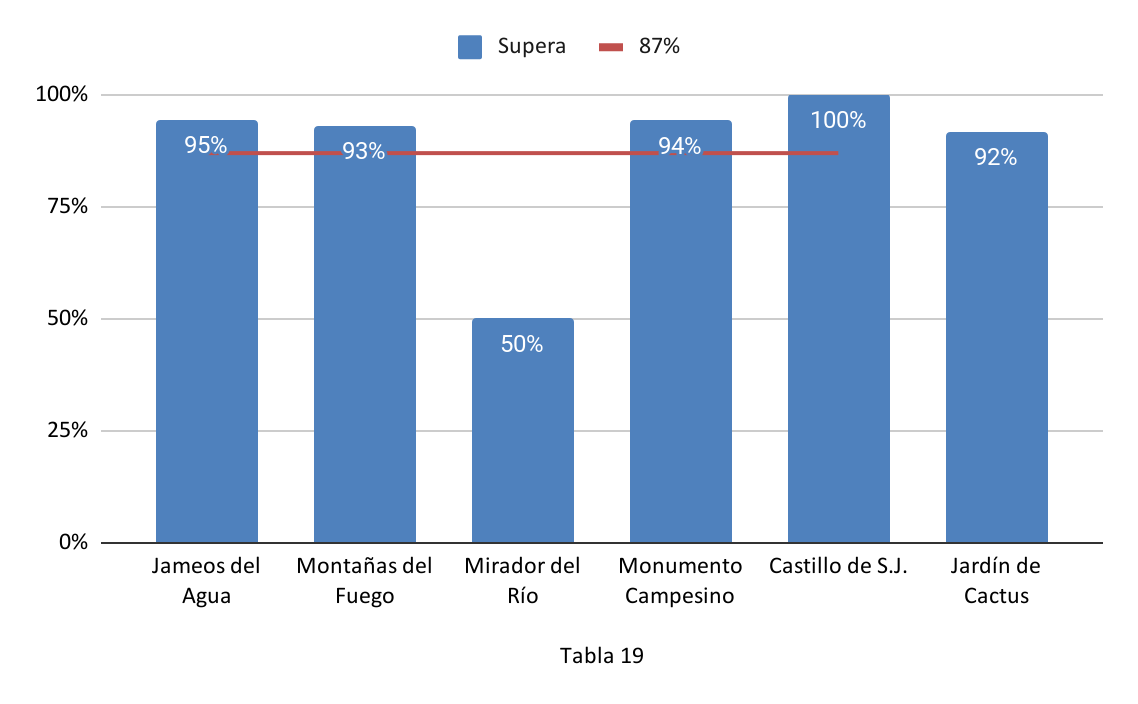 Supera 87%
100%
75%
50%
25%
0%
95%
93%
50%
94%
100%
92%
Jameos del
Agua
Montañas del
Fuego
Mirador del
Río
Monumento
Campesino
Castillo de S.J.
Jardín de
Cactus
Tabla 19